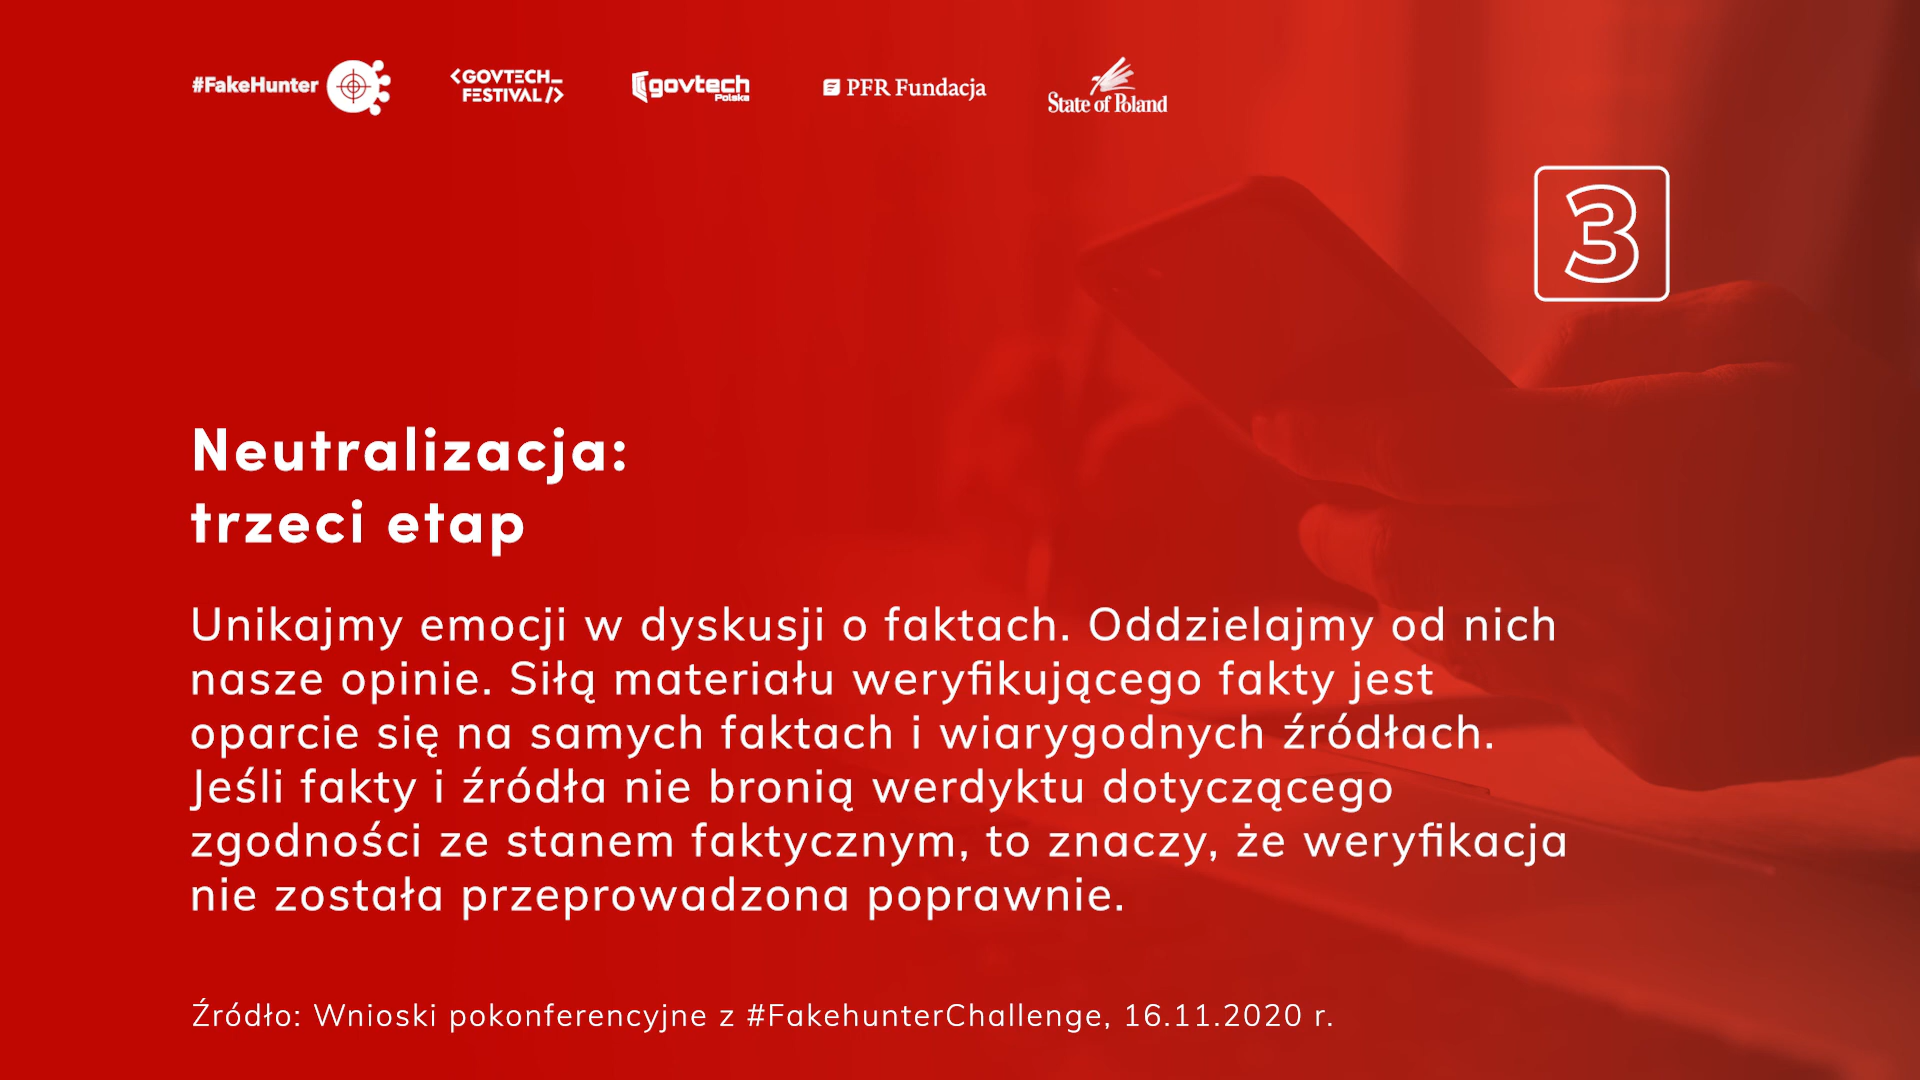 #FakeHunter
<GOVTECH_
FESTIVAL/>
govtech
Polska
PFR Fundacja
State of Poland
3
Neutralizacja:
trzeci etap
Unikajmy emocji w dyskusji o faktach. Oddzielajmy od nich
nasze opinie. Siłą materiału weryfikującego fakty jest
oparcie się na samych faktach i wiarygodnych źródłach.
Jeśli fakty i źródła nie bronią werdyktu dotyczącego
zgodności ze stanem faktycznym, to znaczy, że weryfikacja
nie została przeprowadzona poprawnie.
Źródło: Wnioski pokonferencyjne z #FakehunterChallenge, 16.11.2020 r.